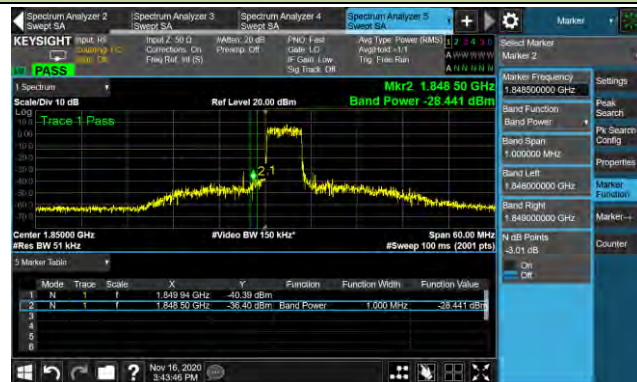 Spectrum Analyzer 2
Swept SA
Spectrum Analyzer 3
Swept SA
Spectrum Analyzer 4
Swept SA
Spectrum Analyzer 5
Swept SA
Marker
KEYSIGHT
Input: RF
PASS
Input Z: 50 Ω
Corrections: On
Freq Ref: Int (S)
#Atten: 20 dB
Preamp: Off
PNO: Fast
Gate: LO
IF Gain: Low
Sig Track: Off
Avg Type: Power (RMS)
Avg|Hold: >1/1
Trig: Free Run
1 2 3 4 5 6
A W W W W W
A N N N N N
Select Marker
Marker 2
1 Spectrum
Scale/Div 10 dB
Ref Level 20.00 dBm
Mkr2 1.848 50 GHz
Band Power -28.441 dBm
Log
Trace 1 Pass
2
1
Center 1.85000 GHz
#Res BW 51 kHz
#Video BW 150 kHz*
Span 60.00 MHz
#Sweep 100 ms (2001 pts)
Marker Frequency
1.848500000 GHz
Band Function
Band Power
Band Span
1.000000 MHz
Band Left
1.848000000 GHz
Band Right
1.849000000 GHz
N dB Points
-3.01 dB
On
Off
Settings
Peak Search
Pk Search Config
Properties
Marker Function
Marker→
Counter
5 Marker Table
Mode Trace Scale X Y Function Function Width Function Value
1 N 1 f 1.849 94 GHz -40.39 dBm
2 N 1 f 1.848 50 GHz -36.40 dBm Band Power 1.000 MHz -28.441 dBm
3
4
5
6
Nov 16, 2020
3:43:46 PM